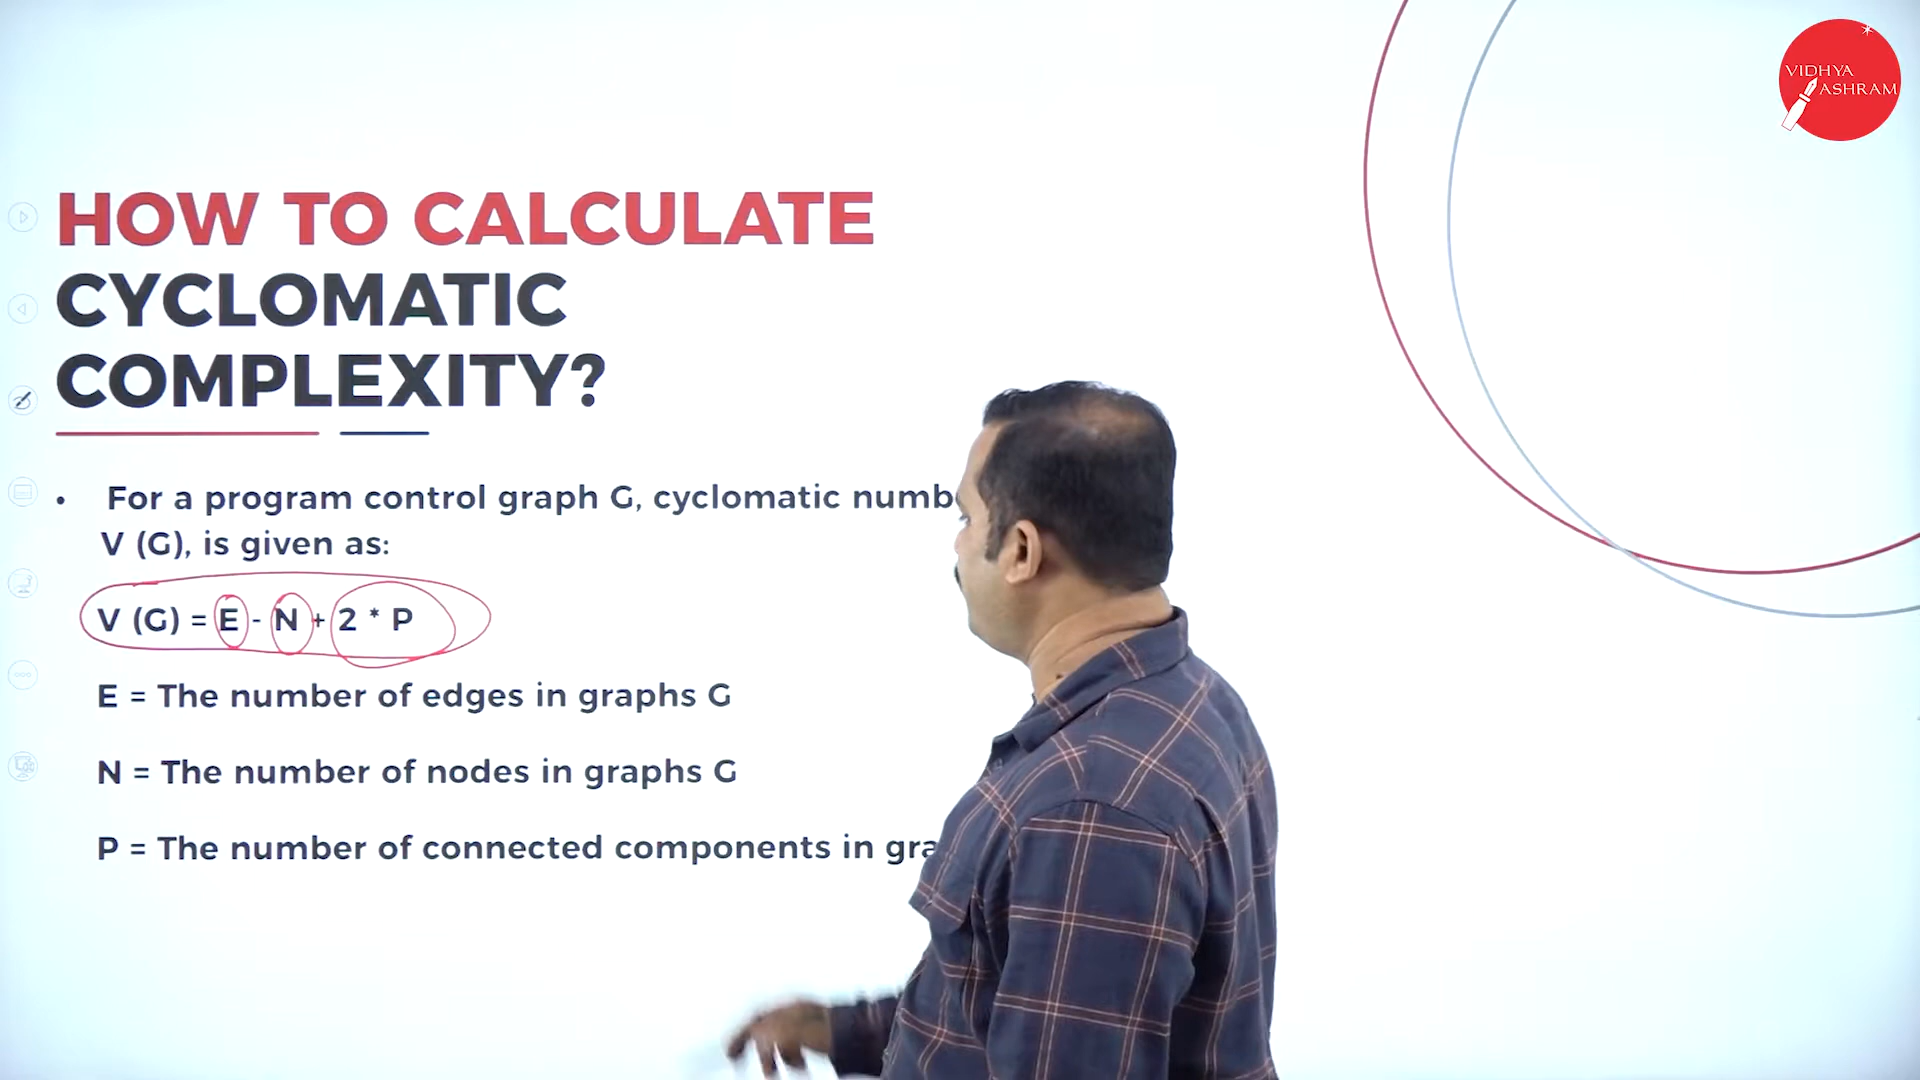 VIDHYA
ASHRAM
HOW TO CALCULATE
CYCLOMATIC
COMPLEXITY?
• For a program control graph G, cyclomatic numb
V (G), is given as:
V (G) = E - N + 2 * P
E = The number of edges in graphs G
N = The number of nodes in graphs G
P = The number of connected components in gra